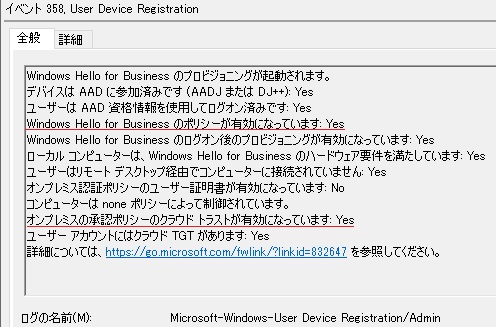 イベント 358, User Device Registration
全般
詳細
Windows Hello for Business のプロビジョニングが起動されます。
デバイスは AAD に参加済みです (AADJ または DJ++): Yes
ユーザーは AAD 資格情報を使用してログオン済みです: Yes
Windows Hello for Business のポリシーが有効になっています: Yes
Windows Hello for Business のログオン後のプロビジョニングが有効になっています: Yes
ローカル コンピューターは、Windows Hello for Business のハードウェア要件を満たしています: Yes
ユーザーはリモート デスクトップ経由でコンピューターに接続されていません: Yes
オンプレミス認証ポリシーのユーザー証明書が有効になっています: No
コンピューターは none ポリシーによって制御されています。
オンプレミスの承認ポリシーのクラウド トラストが有効になっています: Yes
ユーザー アカウントにはクラウド TGT があります: Yes
詳細については、https://go.microsoft.com/fwlink/?linkid=832647 を参照してください。
ログの名前(M): Microsoft-Windows-User Device Registration/Admin